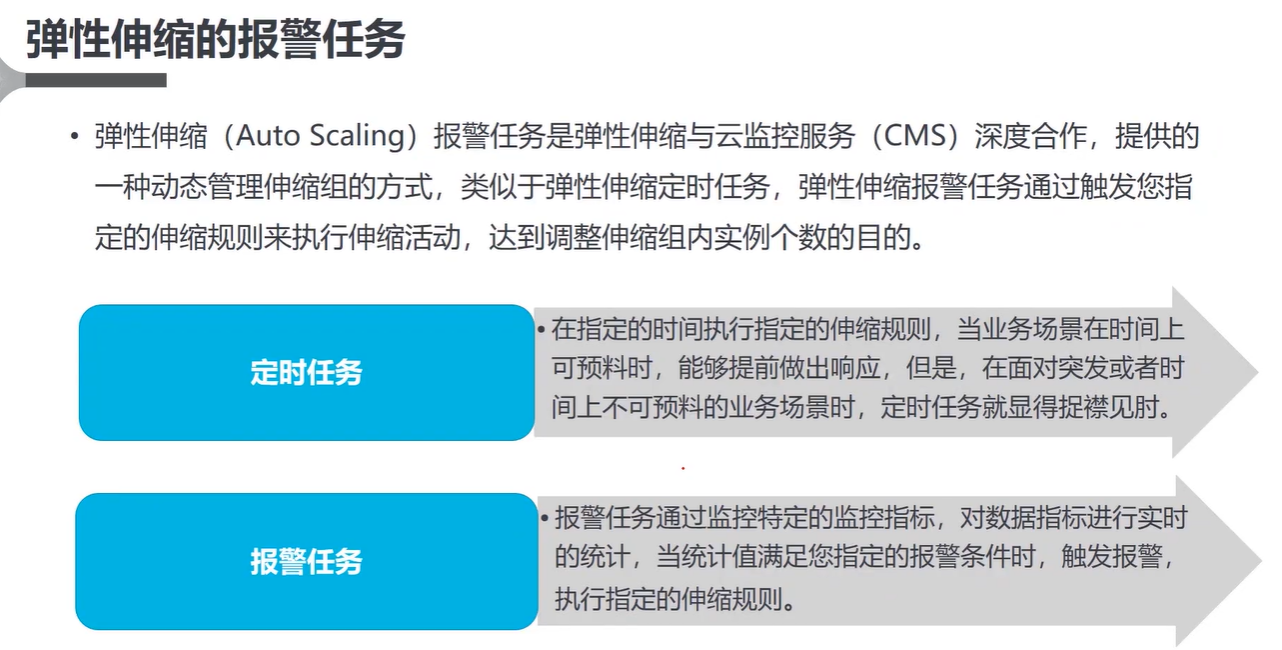 弹性伸缩的报警任务
• 弹性伸缩（Auto Scaling）报警任务是弹性伸缩与云监控服务（CMS）深度合作，提供的
一种动态管理伸缩组的方式，类似于弹性伸缩定时任务，弹性伸缩报警任务通过触发您指
定的伸缩规则来执行伸缩活动，达到调整伸缩组内实例个数的目的。
定时任务
• 在指定的时间执行指定的伸缩规则，当业务场景在时间上
可预料时，能够提前做出响应，但是，在面对突发或者时
间上不可预料的业务场景时，定时任务就显得捉襟见肘。
报警任务
• 报警任务通过监控特定的监控指标，对数据指标进行实时
的统计，当统计值满足您指定的报警条件时，触发报警，
执行指定的伸缩规则。